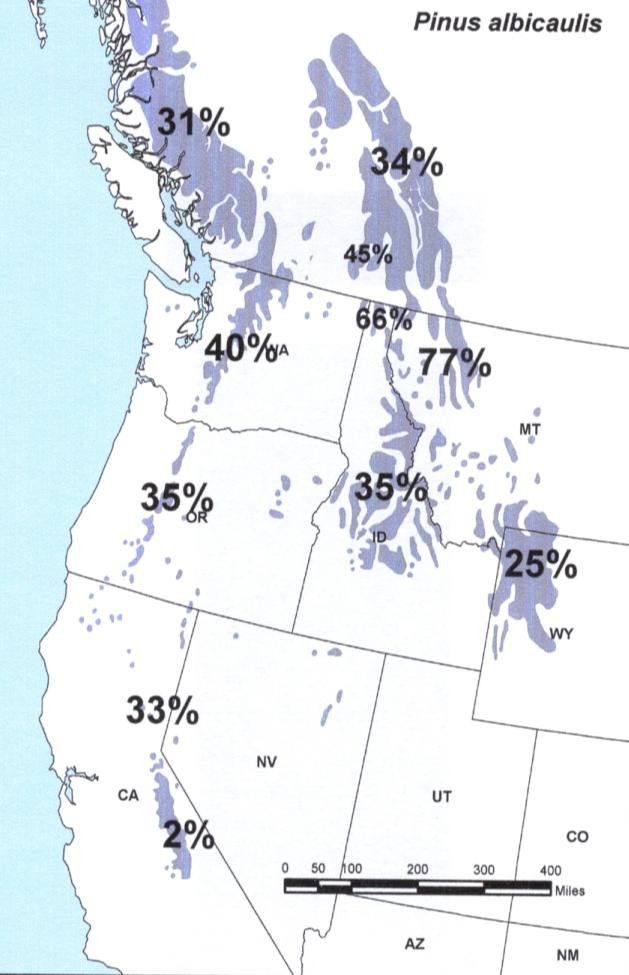 Pinus albicaulis
31%
34%
45%
66%
40%
WA
77%
MT
35%
OR
35%
ID
25%
WY
33%
NV
CA
UT
2%
CO
0 50 100 200 300 400
Miles
AZ
NM